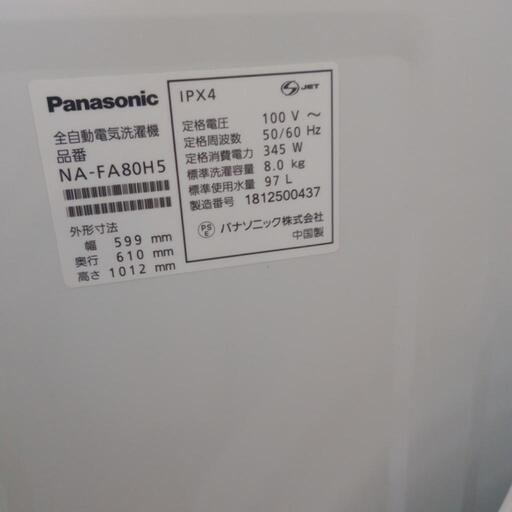 Panasonic
全自動電気洗濯機
品番
NA-FA80H5
外形寸法
幅 599 mm
奥行 610 mm
高さ 1012 mm
IPX4
JET
定格電圧 100 V ～
定格周波数 50/60 Hz
定格消費電力 345 W
標準洗濯容量 8.0 kg
標準使用水量 97 L
製造番号 1812500437
PSE パナソニック株式会社
中国製